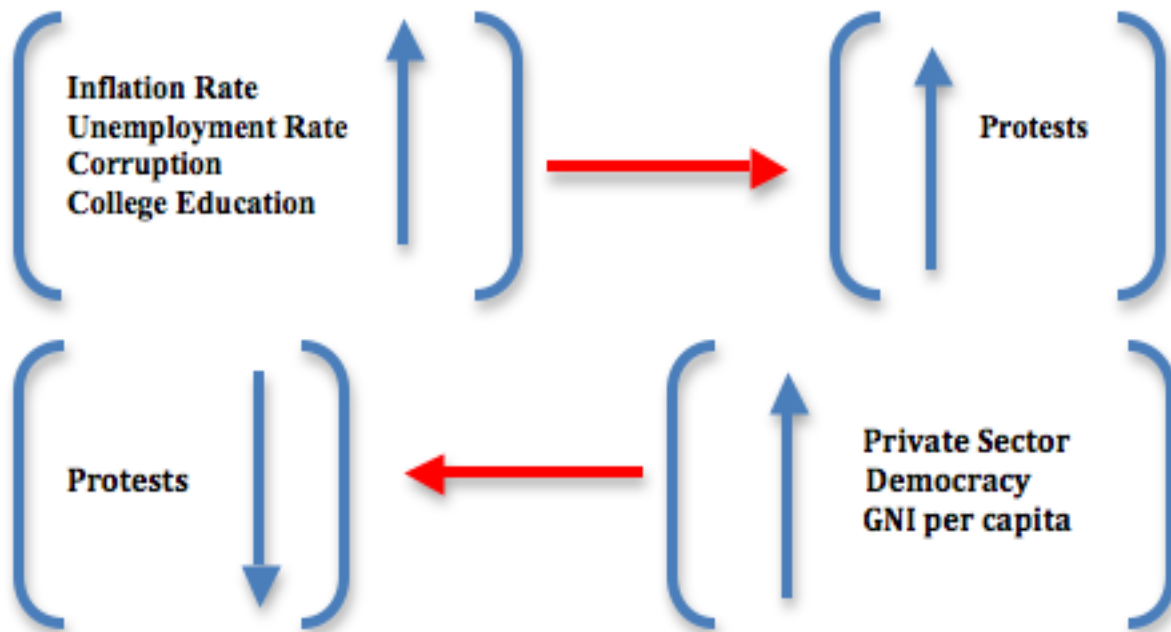 Inflation Rate
Unemployment Rate
Corruption
College Education
Protests
Protests
Private Sector
Democracy
GNI per capita